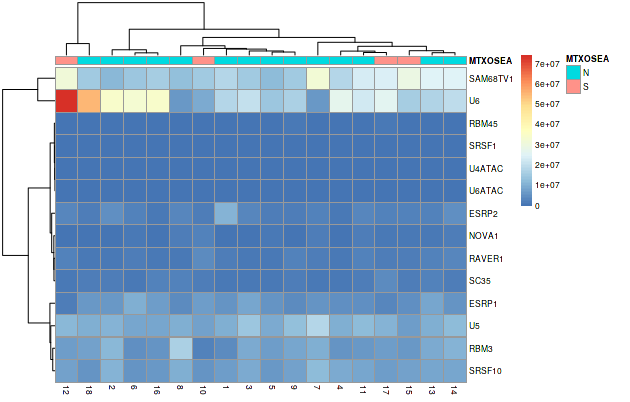 MTXOSEA
SAM68TV1
U6
RBM45
SRSF1
U4ATAC
U6ATAC
ESRP2
NOVA1
RAVER1
SC35
ESRP1
U5
RBM3
SRSF10
12 18 2 6 16 8 10 1 3 5 9 7 4 11 17 15 13 14
7e+07
6e+07
5e+07
4e+07
3e+07
2e+07
1e+07
0
MTXOSEA
N
S